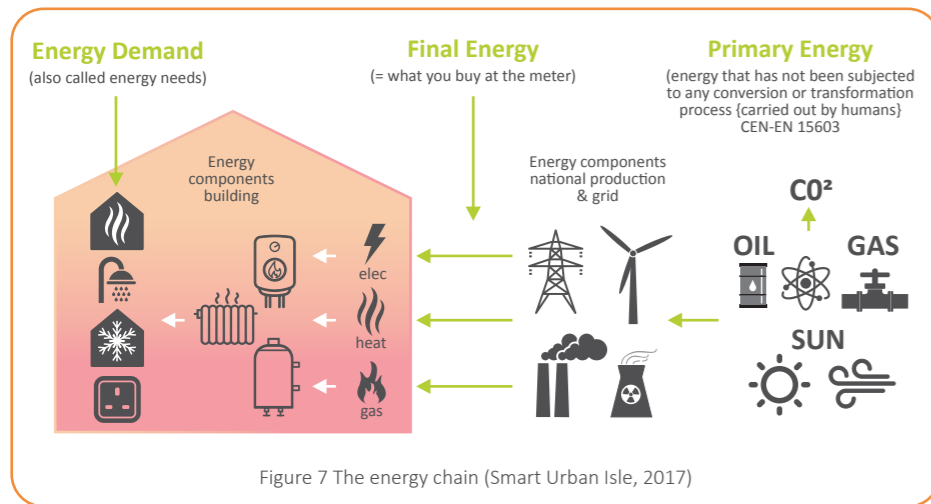 Energy Demand
(also called energy needs)
Final Energy
(= what you buy at the meter)
Primary Energy
(energy that has not been subjected
to any conversion or transformation
process {carried out by humans}
CEN-EN 15603
Energy
components
building
elec
heat
gas
Energy components
national production
& grid
C0²
OIL
GAS
SUN
Figure 7 The energy chain (Smart Urban Isle, 2017)